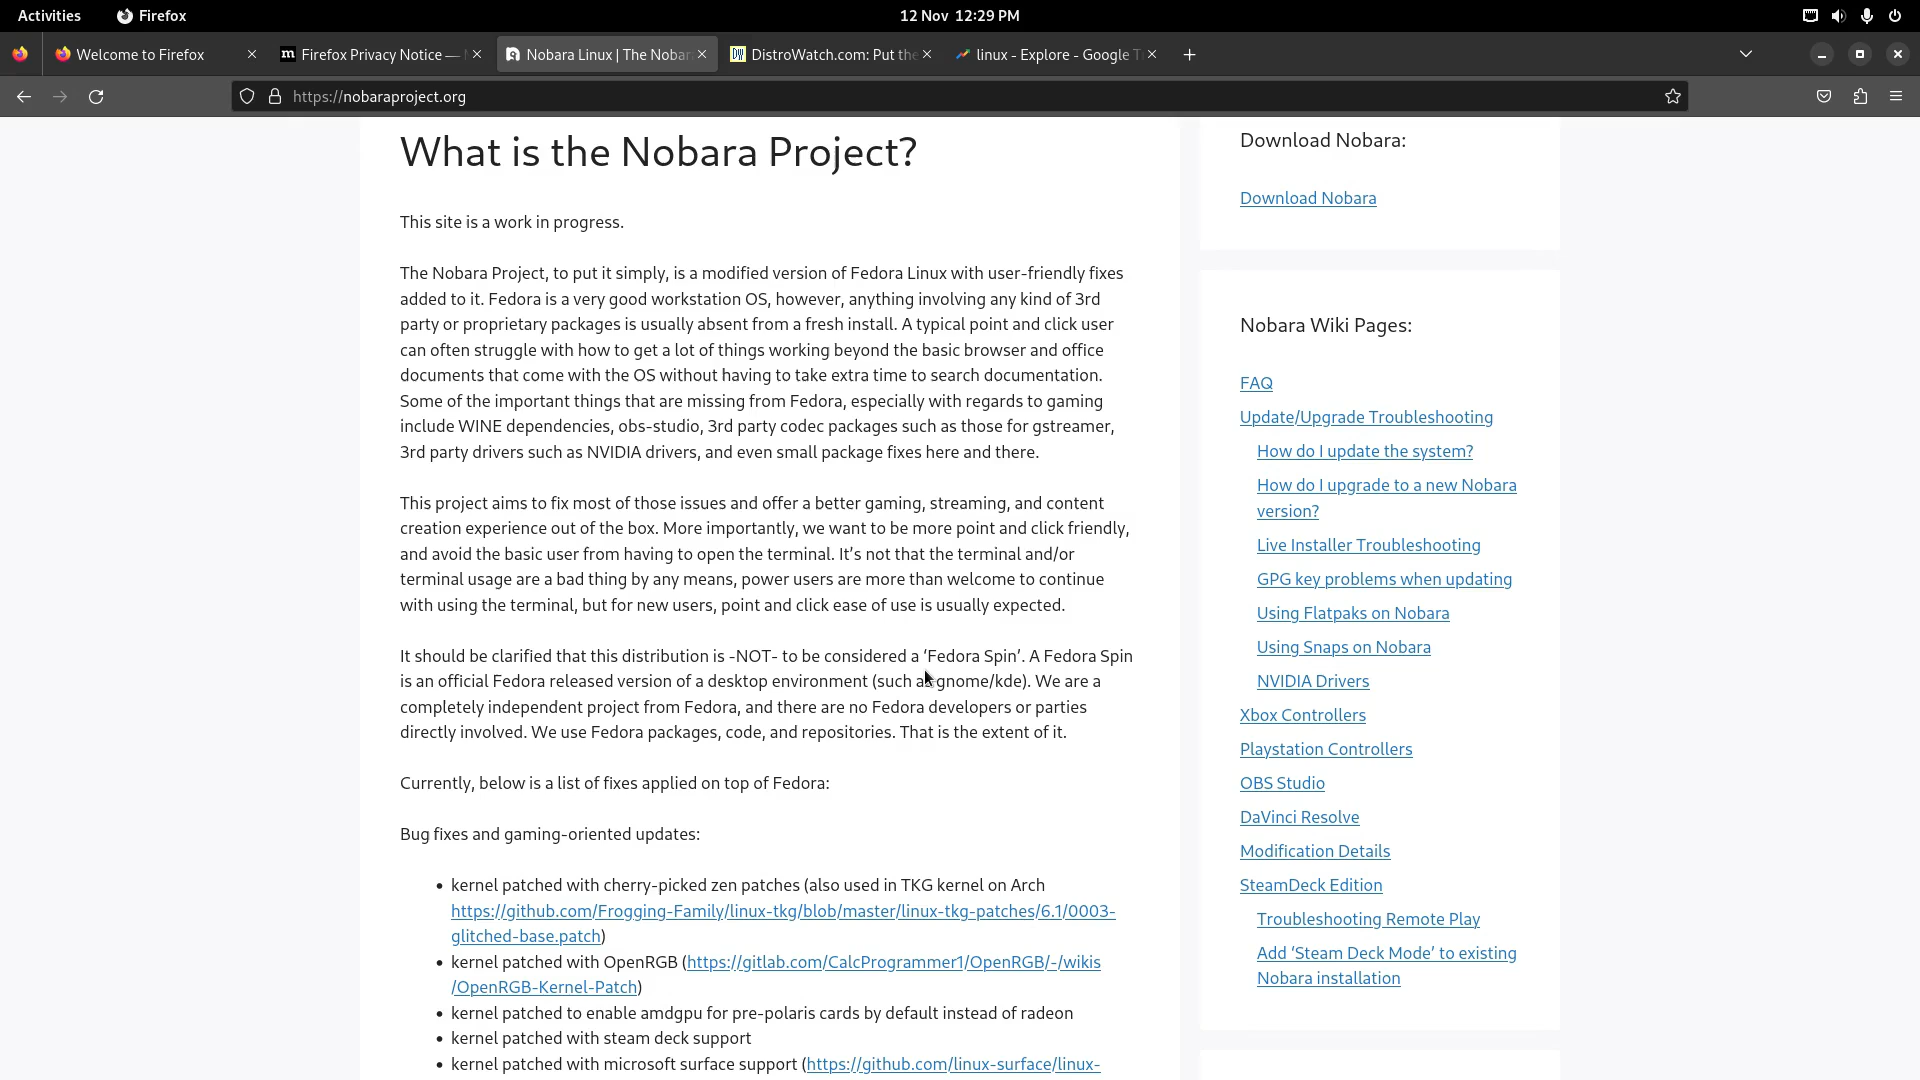 Activities
Firefox
12 Nov 12:29 PM
Welcome to Firefox
Firefox Privacy Notice —
Nobara Linux | The Nobar
DistroWatch.com: Put the
linux - Explore - Google T
https://nobaraproject.org
What is the Nobara Project?
This site is a work in progress.
The Nobara Project, to put it simply, is a modified version of Fedora Linux with user-friendly fixes
added to it. Fedora is a very good workstation OS, however, anything involving any kind of 3rd
party or proprietary packages is usually absent from a fresh install. A typical point and click user
can often struggle with how to get a lot of things working beyond the basic browser and office
documents that come with the OS without having to take extra time to search documentation.
Some of the important things that are missing from Fedora, especially with regards to gaming
include WINE dependencies, obs-studio, 3rd party codec packages such as those for gstreamer,
3rd party drivers such as NVIDIA drivers, and even small package fixes here and there.
This project aims to fix most of those issues and offer a better gaming, streaming, and content
creation experience out of the box. More importantly, we want to be more point and click friendly,
and avoid the basic user from having to open the terminal. It’s not that the terminal and/or
terminal usage are a bad thing by any means, power users are more than welcome to continue
with using the terminal, but for new users, point and click ease of use is usually expected.
It should be clarified that this distribution is -NOT- to be considered a ‘Fedora Spin’. A Fedora Spin
is an official Fedora released version of a desktop environment (such as gnome/kde). We are a
completely independent project from Fedora, and there are no Fedora developers or parties
directly involved. We use Fedora packages, code, and repositories. That is the extent of it.
Currently, below is a list of fixes applied on top of Fedora:
Bug fixes and gaming-oriented updates:
• kernel patched with cherry-picked zen patches (also used in TKG kernel on Arch
https://github.com/Frogging-Family/linux-tkg/blob/master/linux-tkg-patches/6.1/0003-
glitched-base.patch)
• kernel patched with OpenRGB (https://gitlab.com/CalcProgrammer1/OpenRGB/-/wikis
/OpenRGB-Kernel-Patch)
• kernel patched to enable amdgpu for pre-polaris cards by default instead of radeon
• kernel patched with steam deck support
• kernel patched with microsoft surface support (https://github.com/linux-surface/linux-
Download Nobara:
Download Nobara
Nobara Wiki Pages:
FAQ
Update/Upgrade Troubleshooting
How do I update the system?
How do I upgrade to a new Nobara
version?
Live Installer Troubleshooting
GPG key problems when updating
Using Flatpaks on Nobara
Using Snaps on Nobara
NVIDIA Drivers
Xbox Controllers
Playstation Controllers
OBS Studio
DaVinci Resolve
Modification Details
SteamDeck Edition
Troubleshooting Remote Play
Add ‘Steam Deck Mode’ to existing
Nobara installation